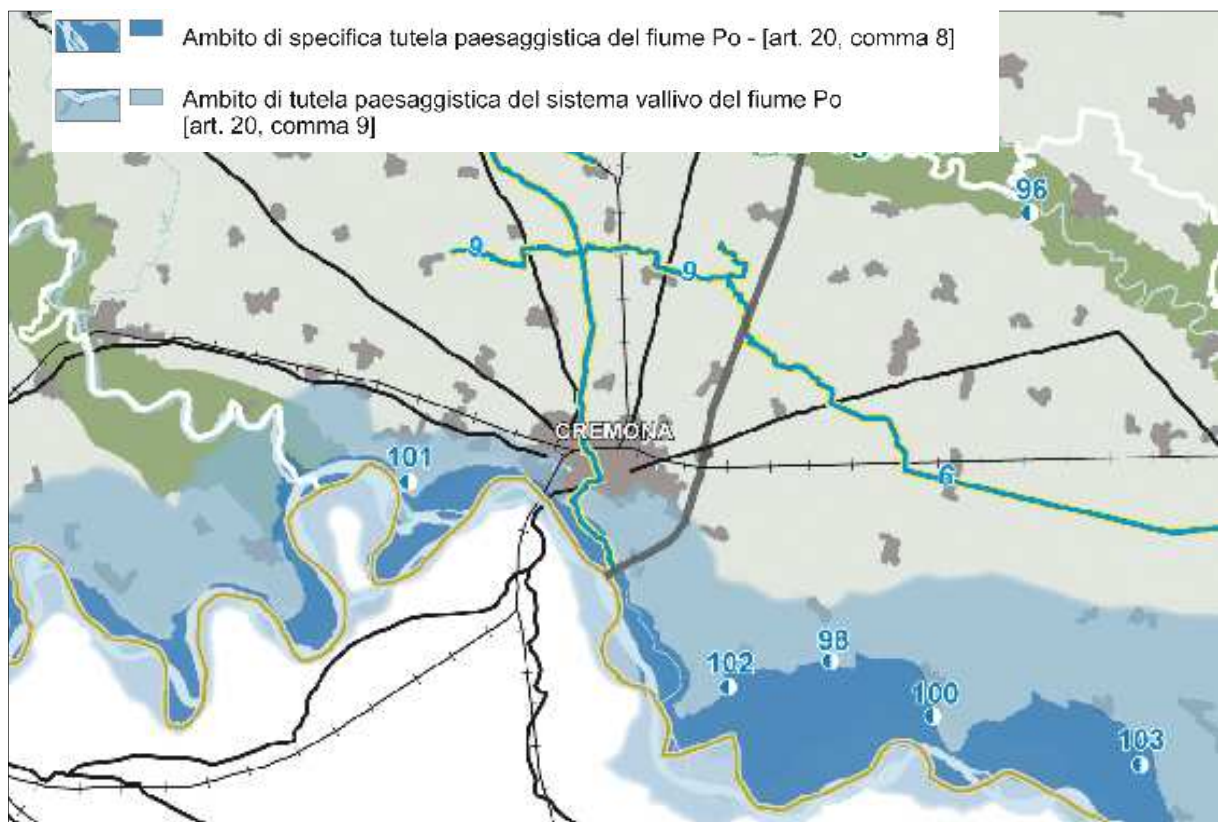 Ambito di specifica tutela paesaggistica del fiume Po - [art. 20, comma 8]
Ambito di tutela paesaggistica del sistema vallivo del fiume Po
[art. 20, comma 9]
96
9
9
CREMONA
101
6
98
102
100
103